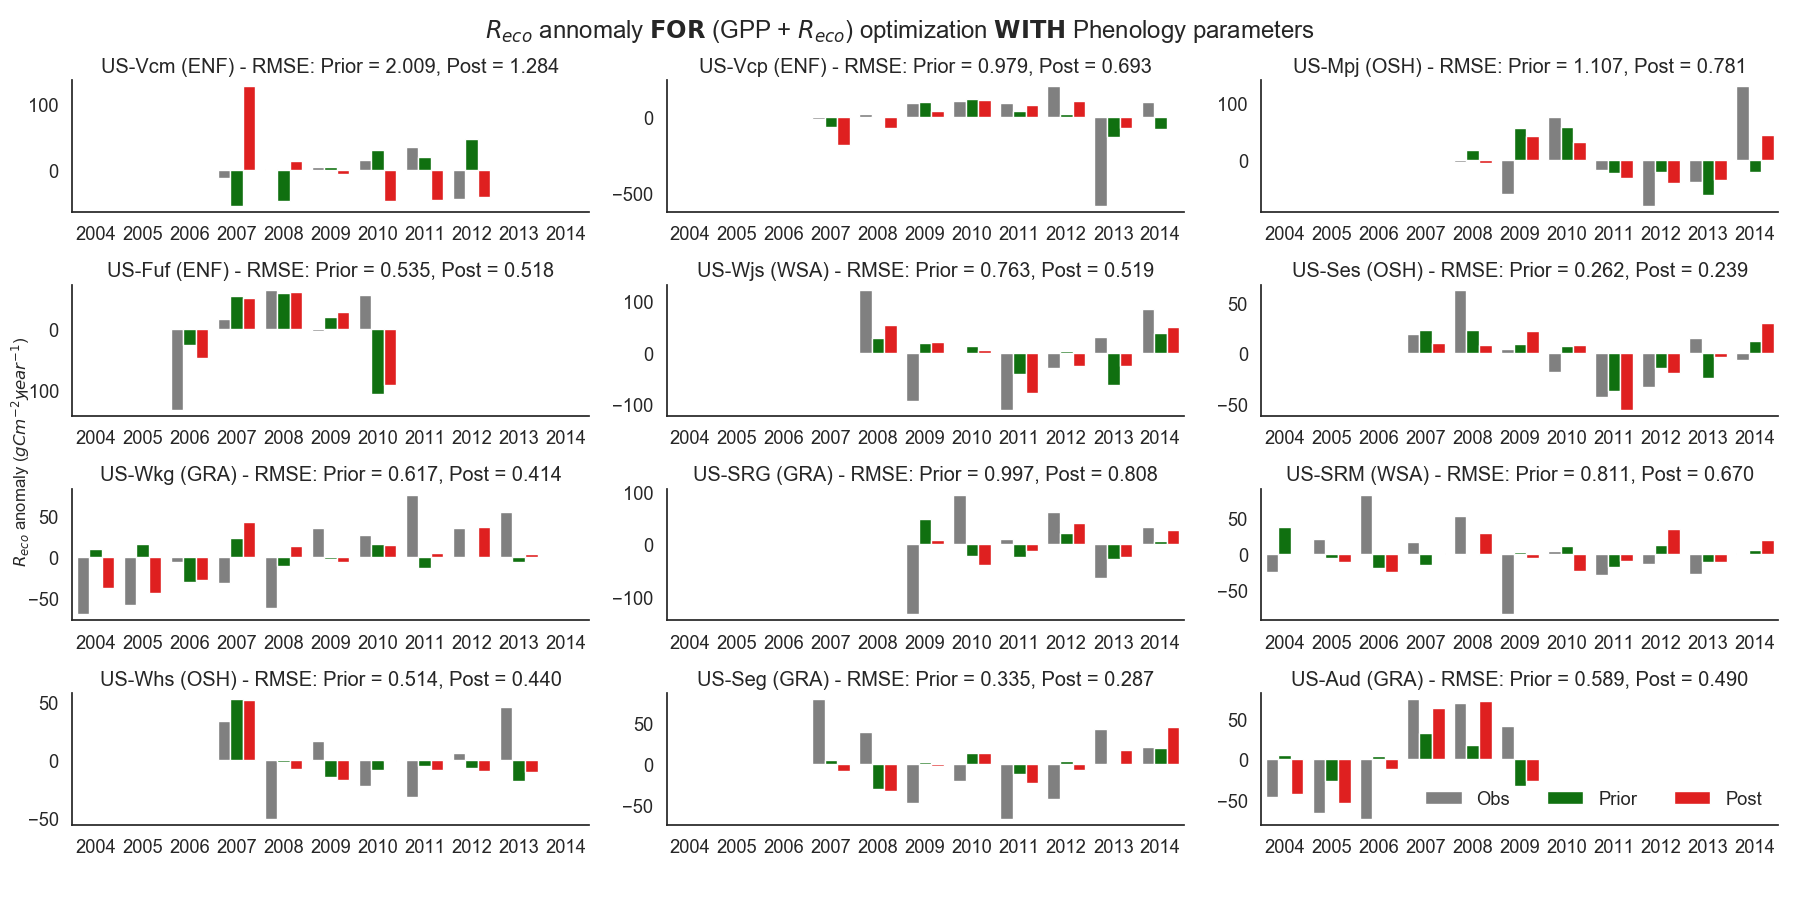 R_eco annomaly FOR (GPP + R_eco) optimization WITH Phenology parameters
US-Vcm (ENF) - RMSE: Prior = 2.009, Post = 1.284
100
0
2004 2005 2006 2007 2008 2009 2010 2011 2012 2013 2014
US-Vcp (ENF) - RMSE: Prior = 0.979, Post = 0.693
0
−500
2004 2005 2006 2007 2008 2009 2010 2011 2012 2013 2014
US-Mpj (OSH) - RMSE: Prior = 1.107, Post = 0.781
100
0
2004 2005 2006 2007 2008 2009 2010 2011 2012 2013 2014
US-Fuf (ENF) - RMSE: Prior = 0.535, Post = 0.518
0
100
2004 2005 2006 2007 2008 2009 2010 2011 2012 2013 2014
US-Wjs (WSA) - RMSE: Prior = 0.763, Post = 0.519
100
0
−100
2004 2005 2006 2007 2008 2009 2010 2011 2012 2013 2014
US-Ses (OSH) - RMSE: Prior = 0.262, Post = 0.239
50
0
−50
2004 2005 2006 2007 2008 2009 2010 2011 2012 2013 2014
R_eco anomaly (gCm⁻²year⁻¹)
US-Wkg (GRA) - RMSE: Prior = 0.617, Post = 0.414
50
0
−50
2004 2005 2006 2007 2008 2009 2010 2011 2012 2013 2014
US-SRG (GRA) - RMSE: Prior = 0.997, Post = 0.808
100
0
−100
2004 2005 2006 2007 2008 2009 2010 2011 2012 2013 2014
US-SRM (WSA) - RMSE: Prior = 0.811, Post = 0.670
50
0
−50
2004 2005 2006 2007 2008 2009 2010 2011 2012 2013 2014
US-Whs (OSH) - RMSE: Prior = 0.514, Post = 0.440
50
0
−50
2004 2005 2006 2007 2008 2009 2010 2011 2012 2013 2014
US-Seg (GRA) - RMSE: Prior = 0.335, Post = 0.287
50
0
−50
2004 2005 2006 2007 2008 2009 2010 2011 2012 2013 2014
US-Aud (GRA) - RMSE: Prior = 0.589, Post = 0.490
50
0
−50
Obs Prior Post
2004 2005 2006 2007 2008 2009 2010 2011 2012 2013 2014